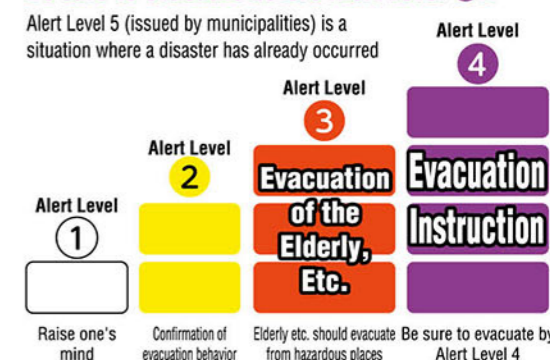 Alert Level 5 (issued by municipalities) is a
situation where a disaster has already occurred
Alert Level
4
Alert Level
3
Alert Level
2
Alert Level
1
Evacuation
of the
Elderly,
Etc.
Evacuation
Instruction
Raise one's
mind
Confirmation of
evacuation behavior
Elderly etc. should evacuate
from hazardous places
Be sure to evacuate by
Alert Level 4